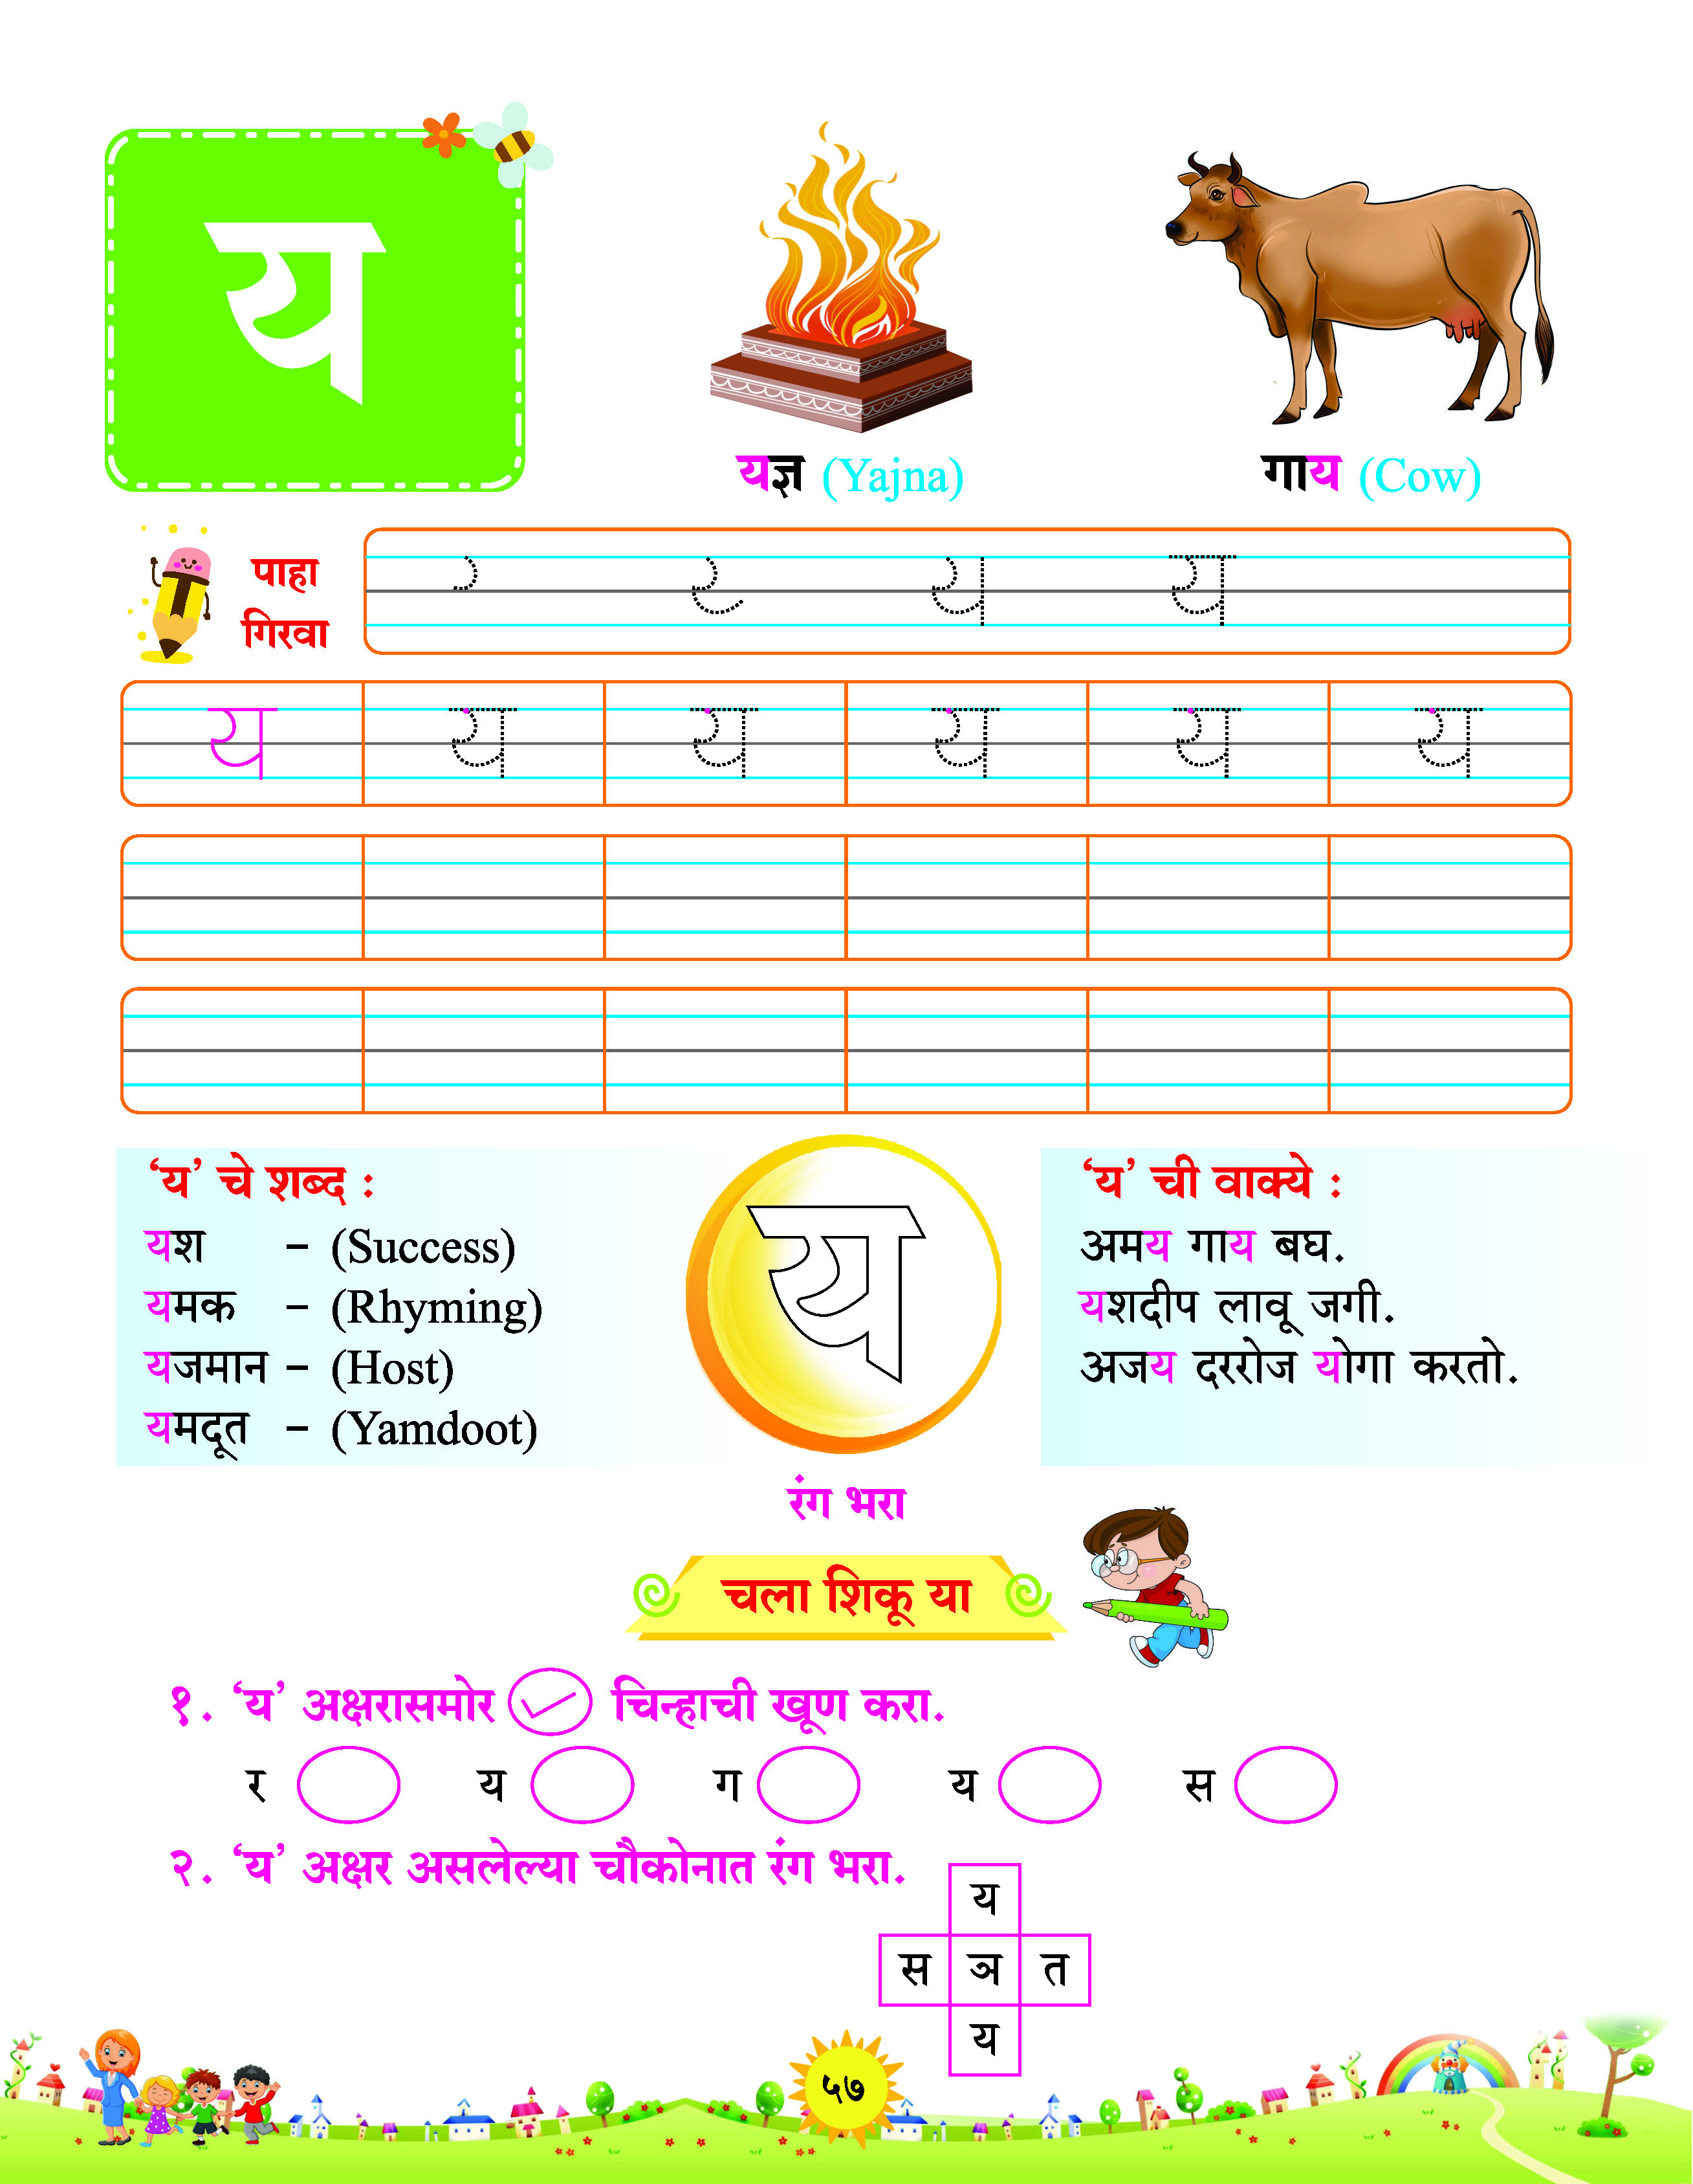 य
यज्ञ (Yajna)
गाय (Cow)
पाहा
गिरवा
य
य य य य य य
‘य’ चे शब्द :
यश – (Success)
यमक – (Rhyming)
यजमान – (Host)
यमदूत – (Yamdoot)
य
रंग भरा
‘य’ ची वाक्ये :
अमय गाय बघ.
यशदीप लावू जगी.
अजय दररोज योगा करतो.
चला शिकू या
१. ‘य’ अक्षरासमोर ✓ चिन्हाची खूण करा.
र य ग य स
२. ‘य’ अक्षर असलेल्या चौकोनात रंग भरा.
य
स ञ त
य
५७